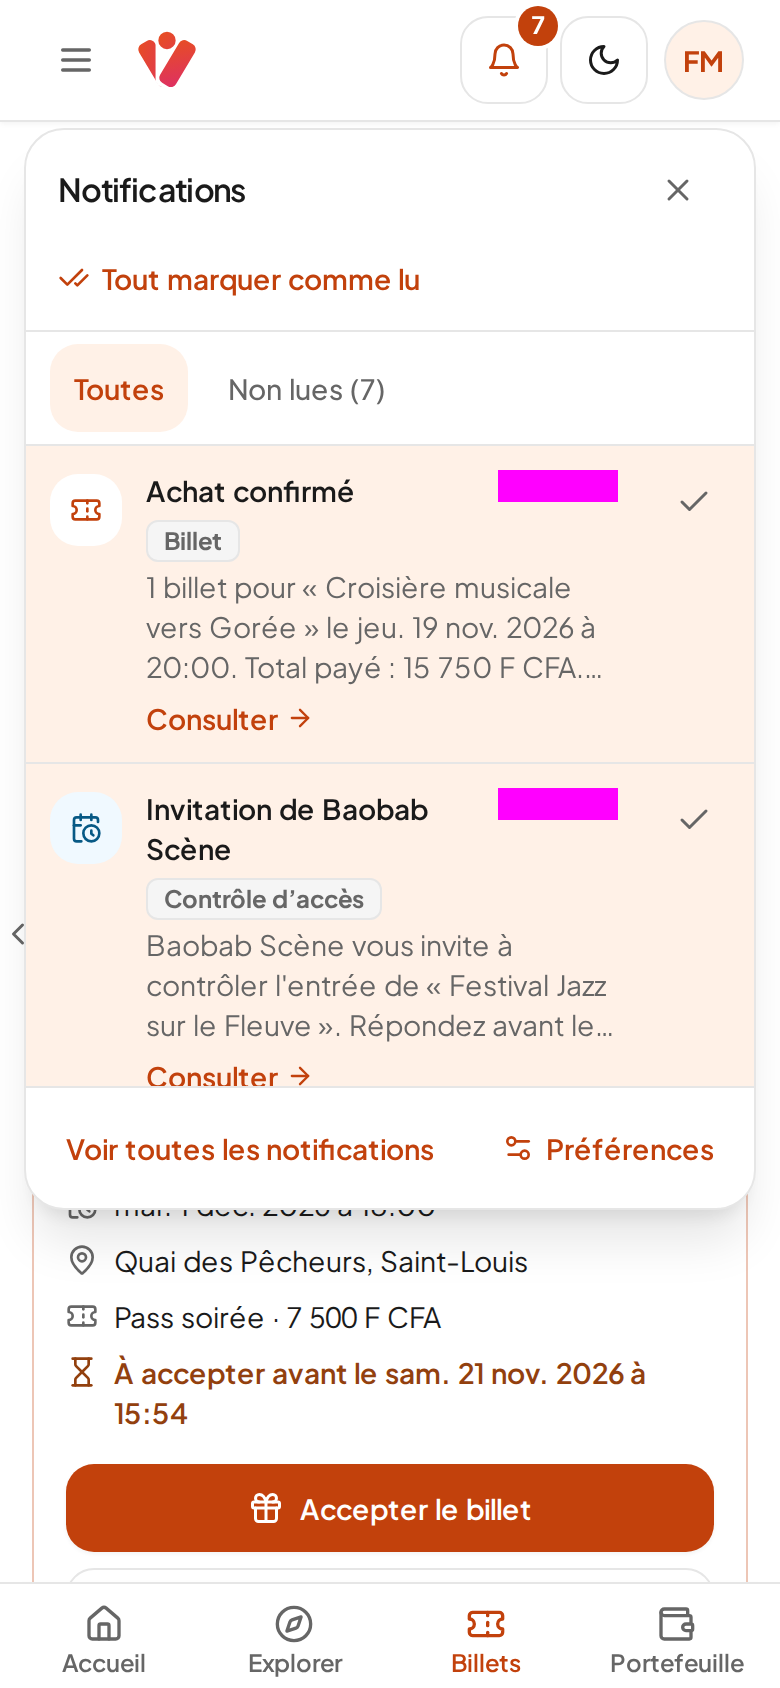 7
FM
Notifications
Tout marquer comme lu
Toutes
Non lues (7)
Achat confirmé
Billet
1 billet pour « Croisière musicale
vers Gorée » le jeu. 19 nov. 2026 à
20:00. Total payé : 15 750 F CFA.…
Consulter
Invitation de Baobab
Scène
Contrôle d’accès
Baobab Scène vous invite à
contrôler l'entrée de « Festival Jazz
sur le Fleuve ». Répondez avant le…
Consulter
Voir toutes les notifications
Préférences
mar. 1 déc. 2026 à
Quai des Pêcheurs, Saint-Louis
Pass soirée · 7 500 F CFA
À accepter avant le sam. 21 nov. 2026 à
15:54
Accepter le billet
Accueil
Explorer
Billets
Portefeuille